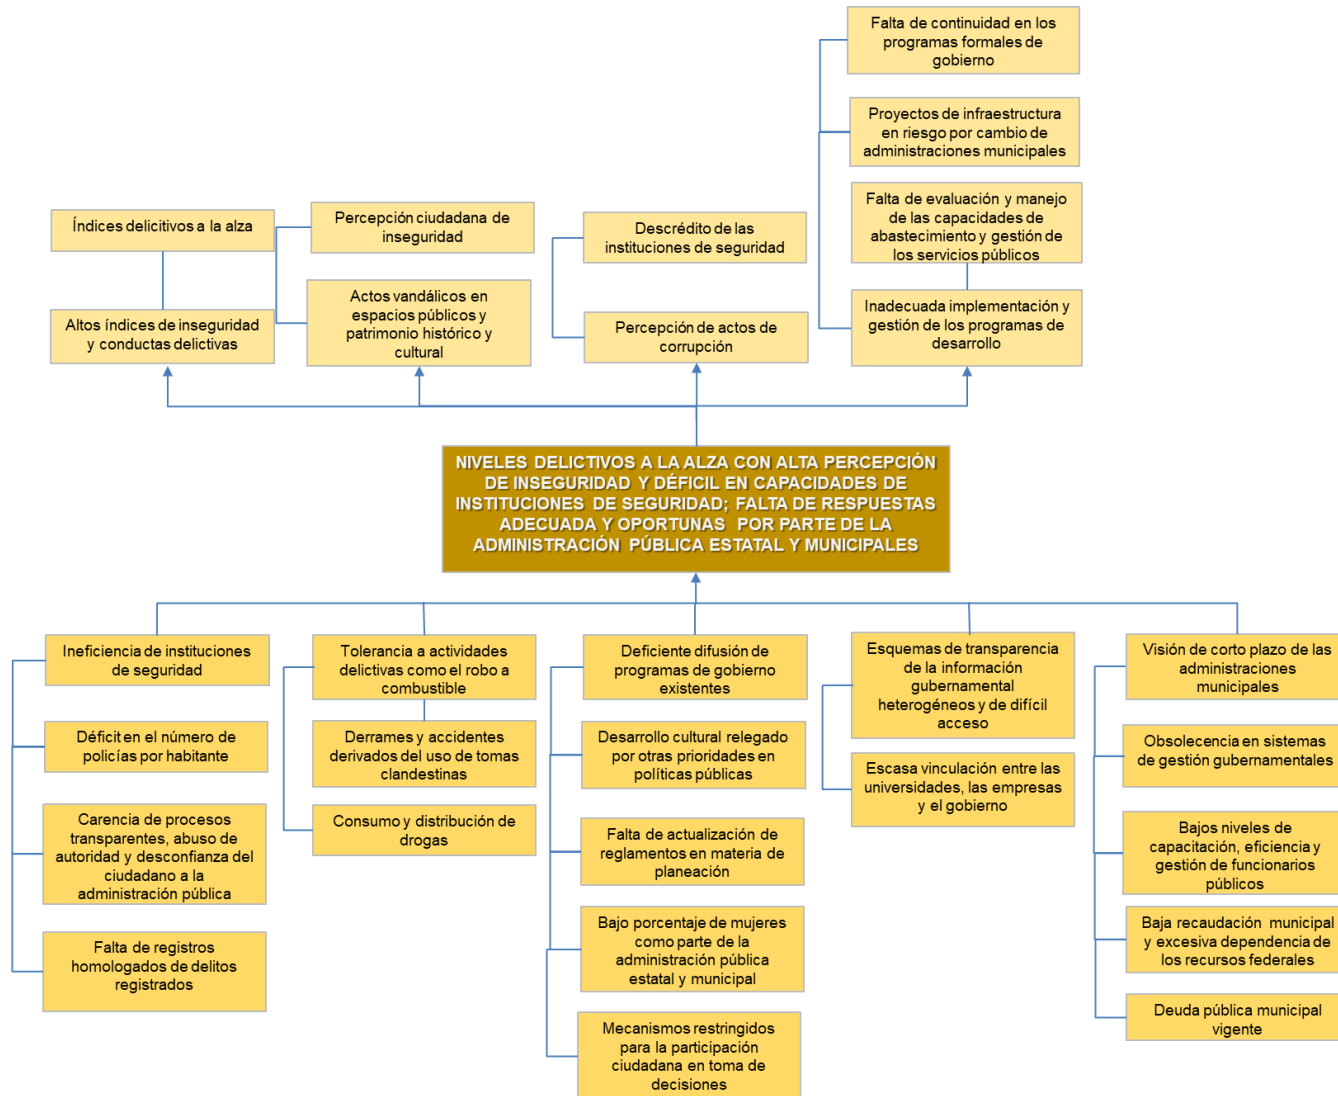 Falta de continuidad en los
programas formales de
gobierno
Proyectos de infraestructura
en riesgo por cambio de
administraciones municipales
Índices delicitivos a la alza
Percepción ciudadana de
inseguridad
Descrédito de las
instituciones de seguridad
Falta de evaluación y manejo
de las capacidades de
abastecimiento y gestión de
los servicios públicos
Altos índices de inseguridad
y conductas delictivas
Actos vandálicos en
espacios públicos y
patrimonio histórico y
cultural
Percepción de actos de
corrupción
Inadecuada implementación y
gestión de los programas de
desarrollo
NIVELES DELICTIVOS A LA ALZA CON ALTA PERCEPCIÓN
DE INSEGURIDAD Y DÉFICIL EN CAPACIDADES DE
INSTITUCIONES DE SEGURIDAD; FALTA DE RESPUESTAS
ADECUADA Y OPORTUNAS POR PARTE DE LA
ADMINISTRACIÓN PÚBLICA ESTATAL Y MUNICIPALES
Ineficiencia de instituciones
de seguridad
Déficit en el número de
policías por habitante
Carencia de procesos
transparentes, abuso de
autoridad y desconfianza del
ciudadano a la
administración pública
Falta de registros
homologados de delitos
registrados
Tolerancia a actividades
delictivas como el robo a
combustible
Derrames y accidentes
derivados del uso de tomas
clandestinas
Consumo y distribución de
drogas
Deficiente difusión de
programas de gobierno
existentes
Desarrollo cultural relegado
por otras prioridades en
políticas públicas
Falta de actualización de
reglamentos en materia de
planeación
Bajo porcentaje de mujeres
como parte de la
administración pública
estatal y municipal
Mecanismos restringidos
para la participación
ciudadana en toma de
decisiones
Esquemas de transparencia
de la información
gubernamental
heterogéneos y de difícil
acceso
Escasa vinculación entre las
universidades, las empresas
y el gobierno
Visión de corto plazo de las
administraciones
municipales
Obsolecencia en sistemas
de gestión gubernamentales
Bajos niveles de
capacitación, eficiencia y
gestión de funcionarios
públicos
Baja recaudación municipal
y excesiva dependencia de
los recursos federales
Deuda pública municipal
vigente